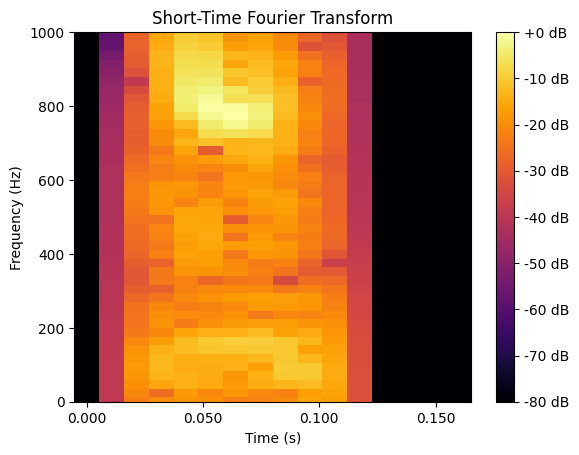 Short-Time Fourier Transform
Frequency (Hz)
1000
800
600
400
200
0
0.000
0.050
0.100
0.150
Time (s)
+0 dB
-10 dB
-20 dB
-30 dB
-40 dB
-50 dB
-60 dB
-70 dB
-80 dB